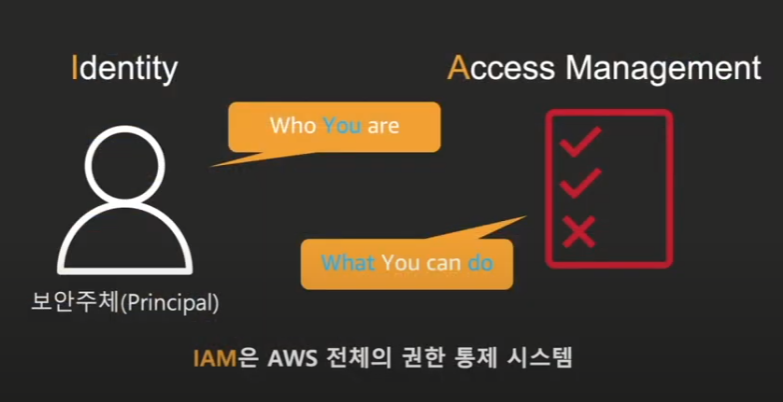 Identity
Access Management
Who You are
What You can do
보안주체(Principal)
IAM은 AWS 전체의 권한 통제 시스템